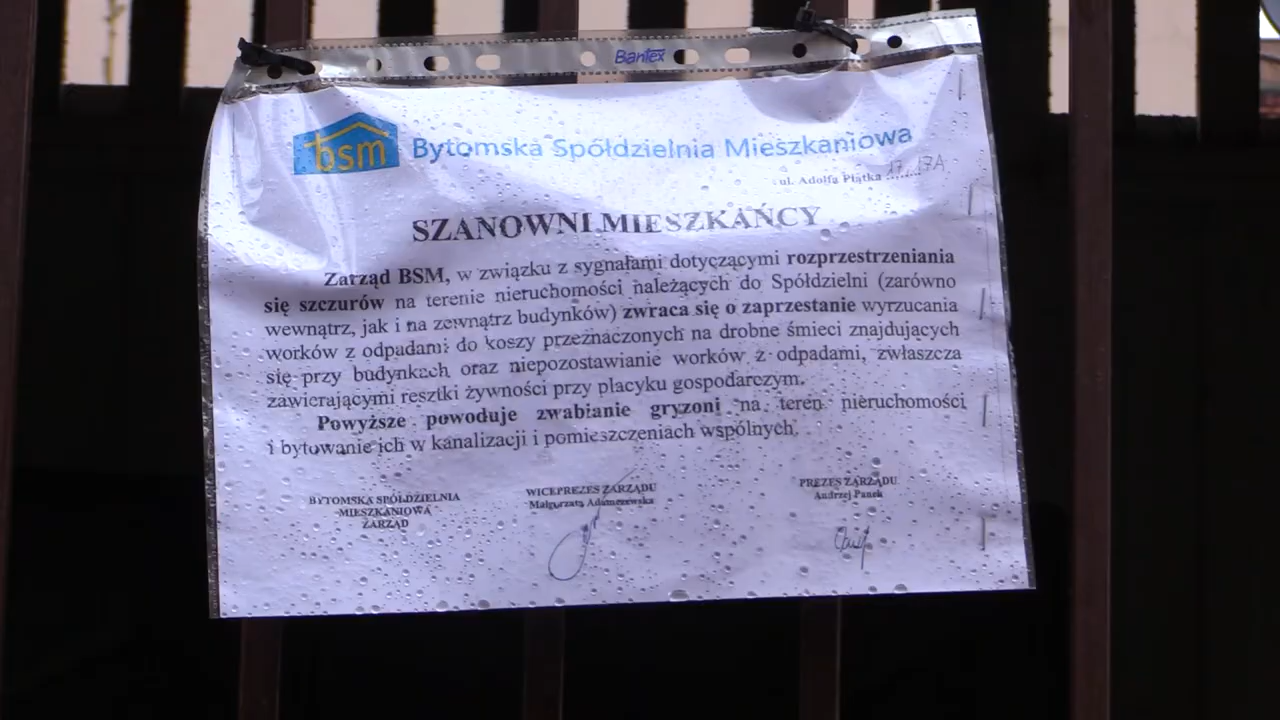 Bantex
bsm Bytomska Spółdzielnia Mieszkaniowa
ul. Adolfa Piątka 17, 17A
SZANOWNI MIESZKAŃCY
Zarząd BSM, w związku z sygnałami dotyczącymi rozprzestrzeniania
się szczurów na terenie nieruchomości należących do Spółdzielni (zarówno
wewnątrz, jak i na zewnątrz budynków) zwraca się o zaprzestanie wyrzucania
worków z odpadami do koszy przeznaczonych na drobne śmieci znajdujących
się przy budynkach oraz niepozostawianie worków z odpadami, zwłaszcza
zawierającymi resztki żywności przy placyku gospodarczym.
Powyższe powoduje zwabianie gryzoni na teren nieruchomości
i bytowanie ich w kanalizacji i pomieszczeniach wspólnych.
BYTOMSKA SPÓŁDZIELNIA
MIESZKANIOWA
ZARZĄD
WICEPREZES ZARZĄDU
Małgorzata Adamczewska
PREZES ZARZĄDU
Andrzej Panek